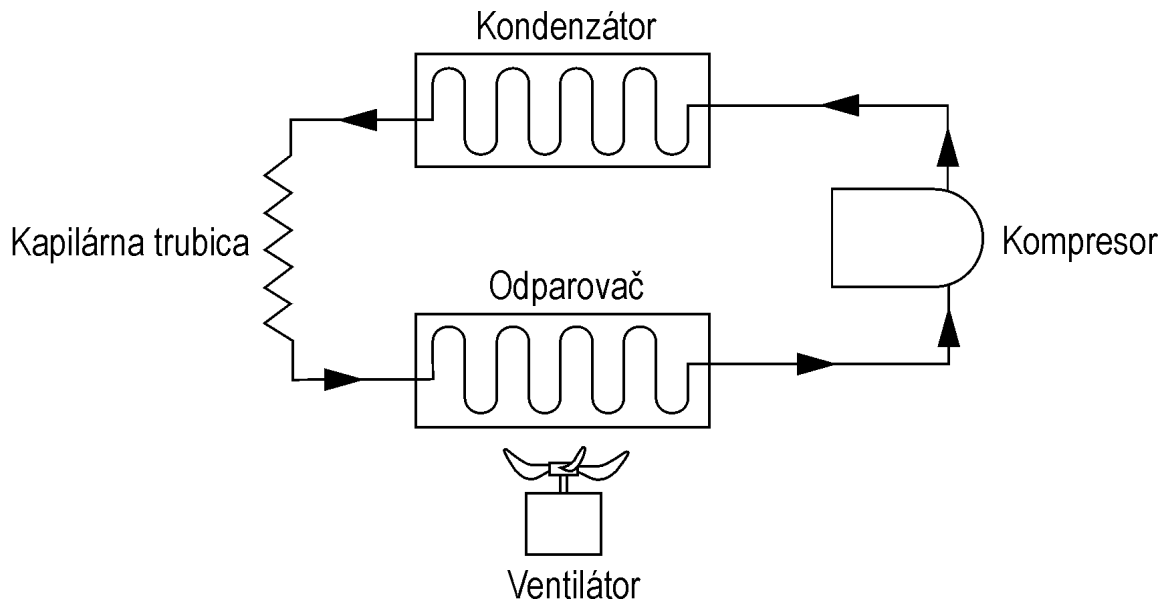 Kondenzátor
Kapilárna trubica
Kompresor
Odparovač
Ventilátor